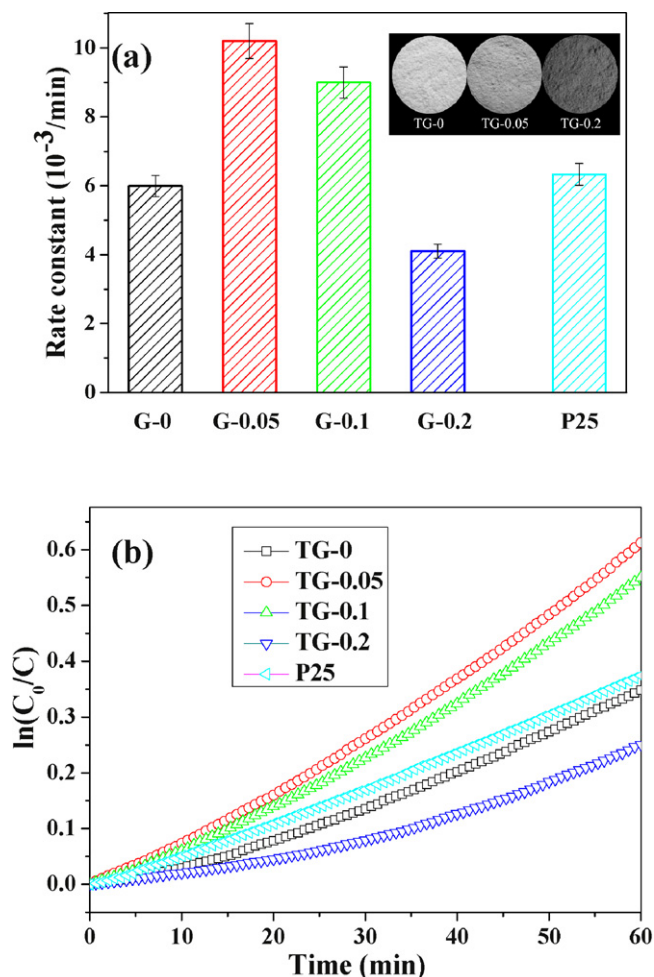 (a)
Rate constant (10⁻³/min)
10
8
6
4
2
0
TG-0 TG-0.05 TG-0.2
G-0 G-0.05 G-0.1 G-0.2 P25
(b)
ln(C₀/C)
TG-0
TG-0.05
TG-0.1
TG-0.2
P25
0.6
0.5
0.4
0.3
0.2
0.1
0.0
0 10 20 30 40 50 60
Time (min)